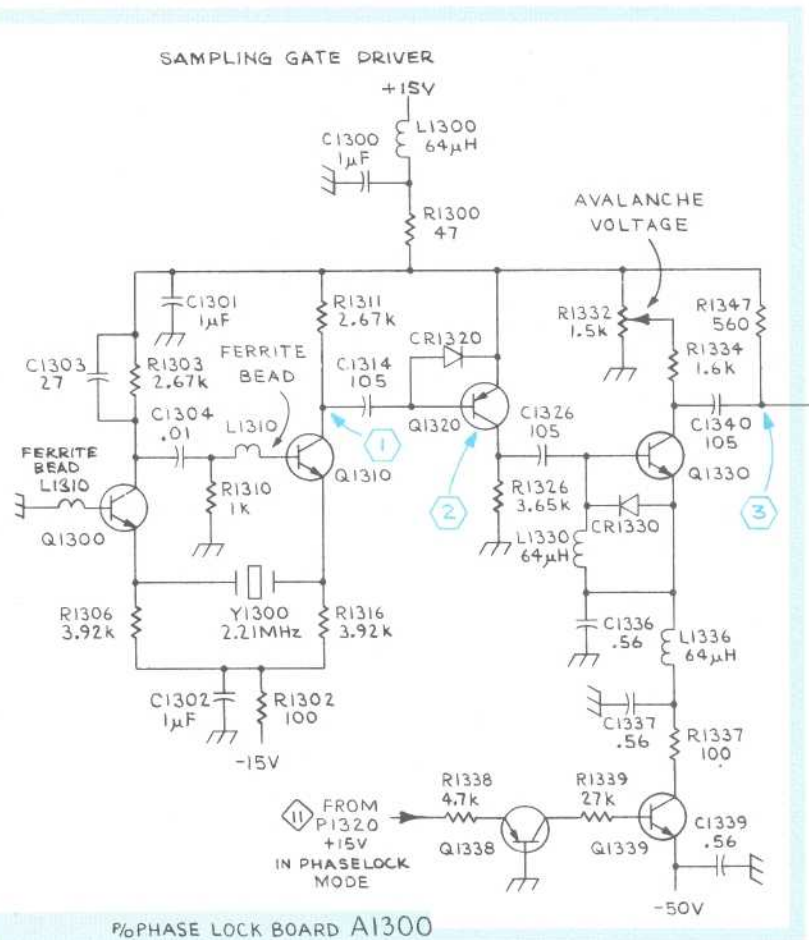 SAMPLING GATE DRIVER
+15V
C1300
1µF
L1300
64µH
R1300
47
AVALANCHE
VOLTAGE
C1301
1µF
R1311
2.67k
CR1320
R1332
1.5k
R1347
560
C1303
27
R1303
2.67k
FERRITE
BEAD
C1314
105
R1334
1.6k
C1304
.01
L1310
1
Q1320
C1326
105
C1340
105
FERRITE
BEAD
L1310
R1310
1k
Q1310
2
R1326
3.65k
Q1330
3
Q1300
L1330
64µH
CR1330
R1306
3.92k
Y1300
2.21MHz
R1316
3.92k
C1336
.56
L1336
64µH
C1302
1µF
R1302
100
-15V
C1337
.56
R1337
100
11 FROM
P1320
+15V
IN PHASELOCK
MODE
R1338
4.7k
Q1338
R1339
27k
Q1339
C1339
.56
-50V
P/O PHASE LOCK BOARD A1300